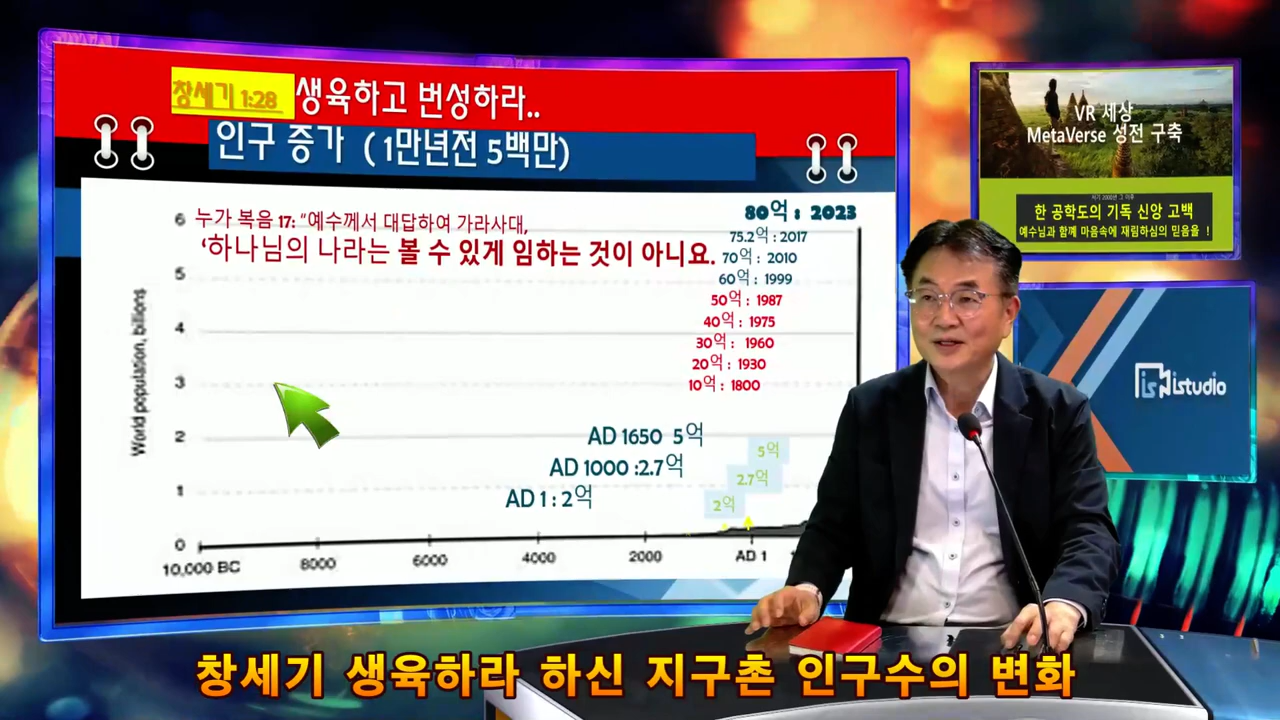 창세기 1:28 생육하고 번성하라..
인구 증가 ( 1만년전 5백만)
누가 복음 17: "예수께서 대답하여 가라사대,
'하나님의 나라는 볼 수 있게 임하는 것이 아니요.
80억 : 2023
75.2억 : 2017
70억 : 2010
60억 : 1999
50억 : 1987
40억 : 1975
30억 : 1960
20억 : 1930
10억 : 1800
AD 1650 5억
AD 1000 :2.7억
AD 1 : 2억
5억
2.7억
2억
World population, billions
6
5
4
3
2
1
0
10,000 BC 8000 6000 4000 2000 AD 1
VR 세상
MetaVerse 성전 구축
한 공학도의 기독 신앙 고백
예수님과 함께 마음속에 재림하심의 믿음을 !
is istudio
창세기 생육하라 하신 지구촌 인구수의 변화